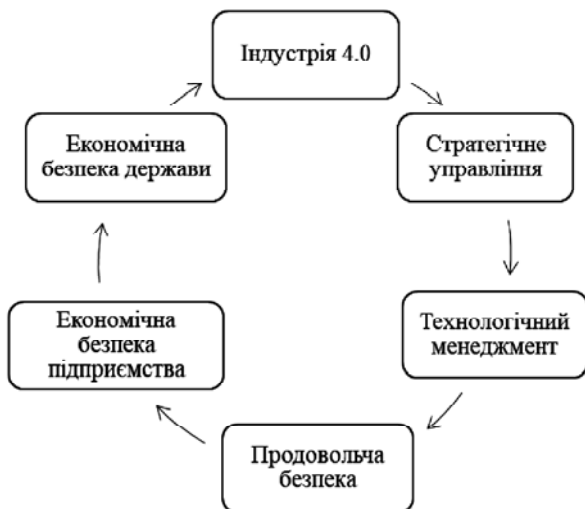 Індустрія 4.0
Стратегічне
управління
Технологічний
менеджмент
Продовольча
безпека
Економічна
безпека
підприємства
Економічна
безпека держави